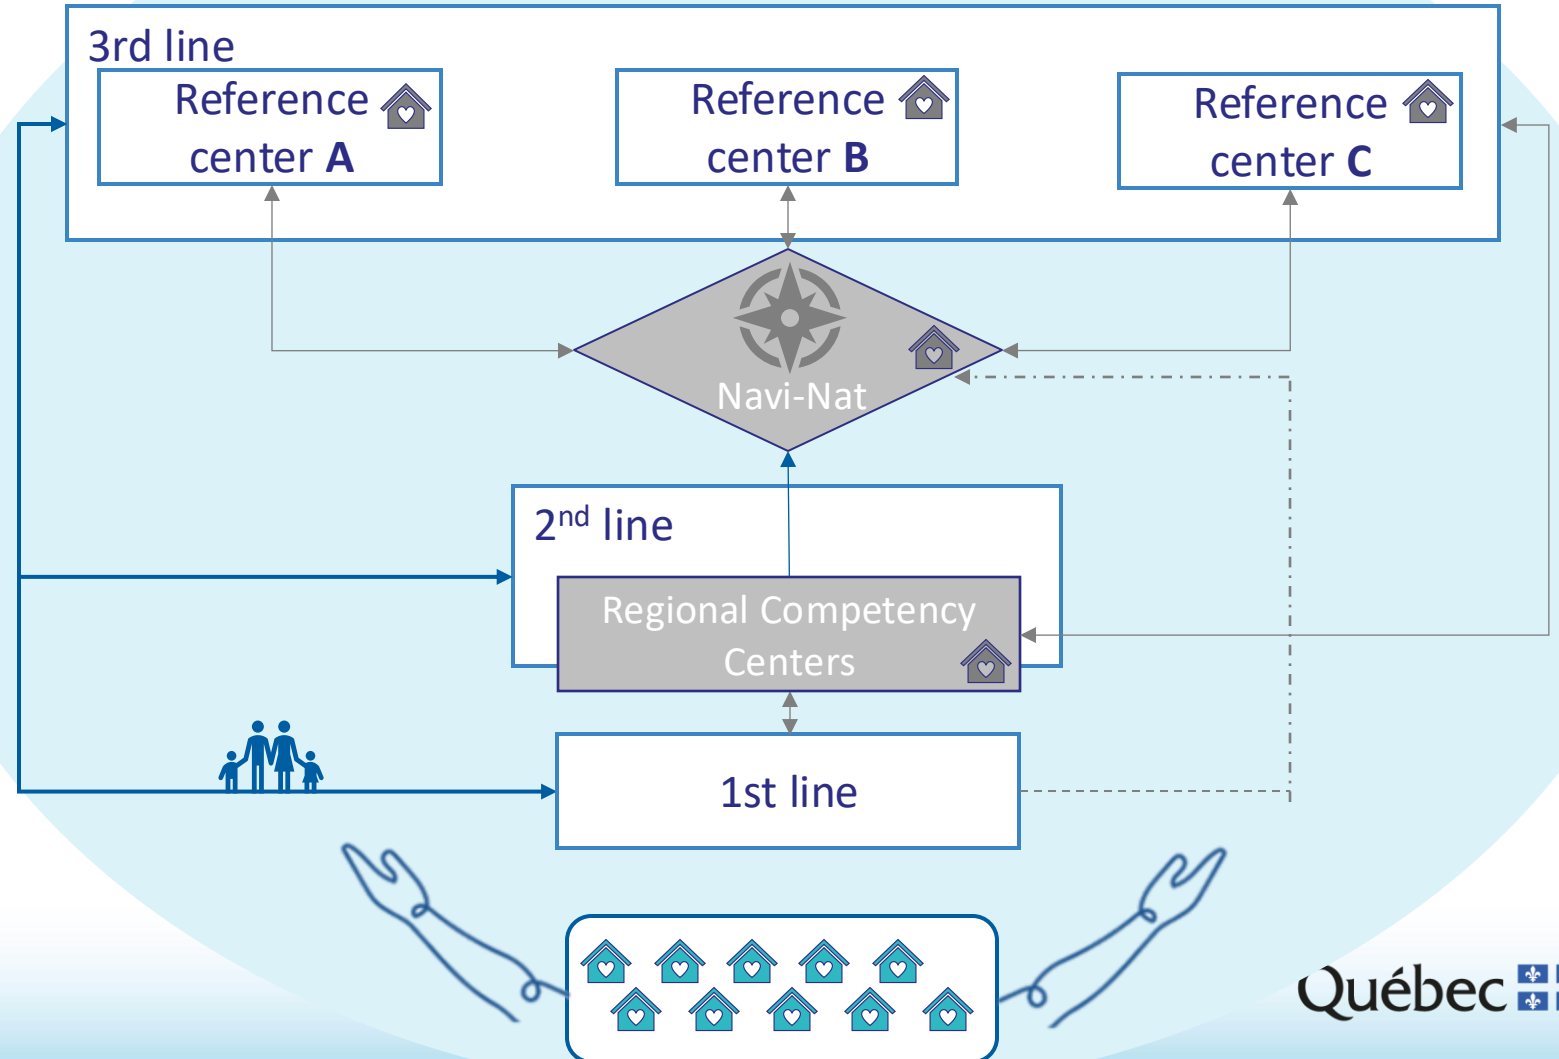 3rd line
Reference
center A
Reference
center B
Reference
center C
Navi-Nat
2nd line
Regional Competency
Centers
1st line
Québec